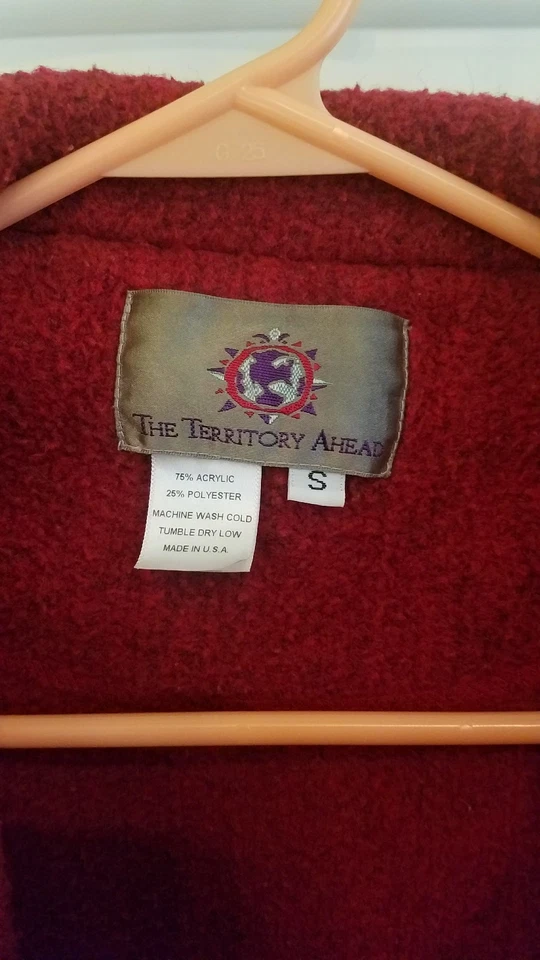 THE TERRITORY AHEAD
S
75% ACRYLIC
25% POLYESTER
MACHINE WASH COLD
TUMBLE DRY LOW
MADE IN U.S.A.